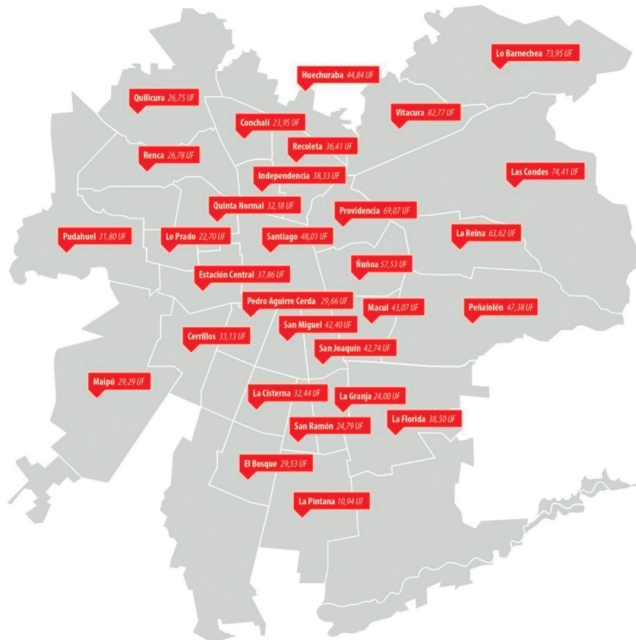 Lo Barnechea 73,95 UF
Huechuraba 44,84 UF
Quilicura 26,75 UF
Vitacura 82,77 UF
Conchalí 23,95 UF
Recoleta 36,41 UF
Renca 26,78 UF
Las Condes 74,41 UF
Independencia 38,33 UF
Quinta Normal 32,18 UF
Providencia 69,07 UF
La Reina 63,62 UF
Pudahuel 31,80 UF
Lo Prado 22,70 UF
Santiago 48,01 UF
Ñuñoa 57,53 UF
Estación Central 37,86 UF
Pedro Aguirre Cerda 29,66 UF
Macul 43,07 UF
Peñalolén 47,38 UF
San Miguel 42,40 UF
Cerrillos 33,13 UF
San Joaquín 42,74 UF
Maipú 29,29 UF
La Cisterna 32,44 UF
La Granja 24,00 UF
La Florida 38,50 UF
San Ramón 24,79 UF
El Bosque 29,53 UF
La Pintana 10,94 UF